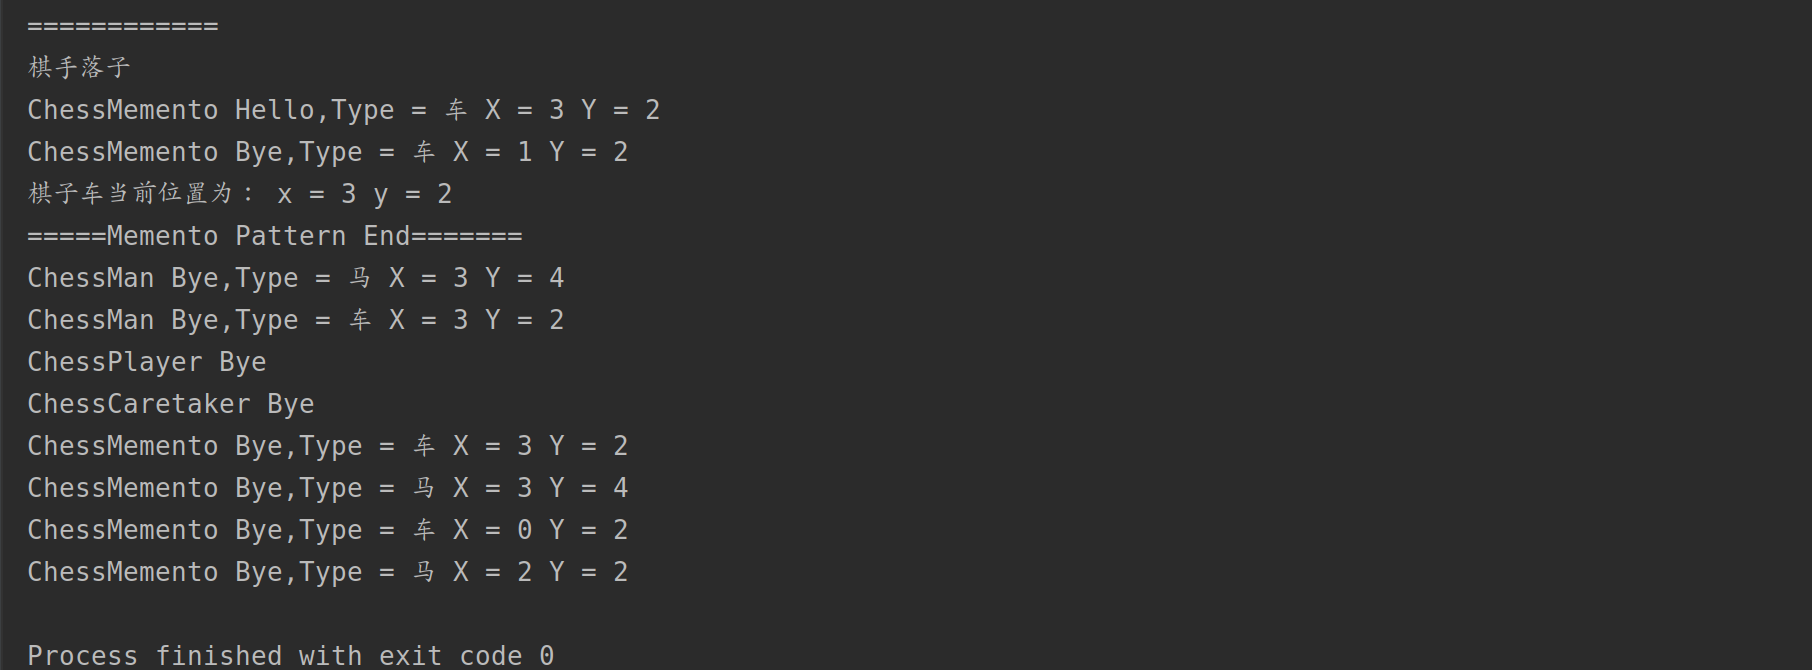 ============
棋手落子
ChessMemento Hello,Type = 车 X = 3 Y = 2
ChessMemento Bye,Type = 车 X = 1 Y = 2
棋子车当前位置为： x = 3 y = 2
=====Memento Pattern End=======
ChessMan Bye,Type = 马 X = 3 Y = 4
ChessMan Bye,Type = 车 X = 3 Y = 2
ChessPlayer Bye
ChessCaretaker Bye
ChessMemento Bye,Type = 车 X = 3 Y = 2
ChessMemento Bye,Type = 马 X = 3 Y = 4
ChessMemento Bye,Type = 车 X = 0 Y = 2
ChessMemento Bye,Type = 马 X = 2 Y = 2
Process finished with exit code 0